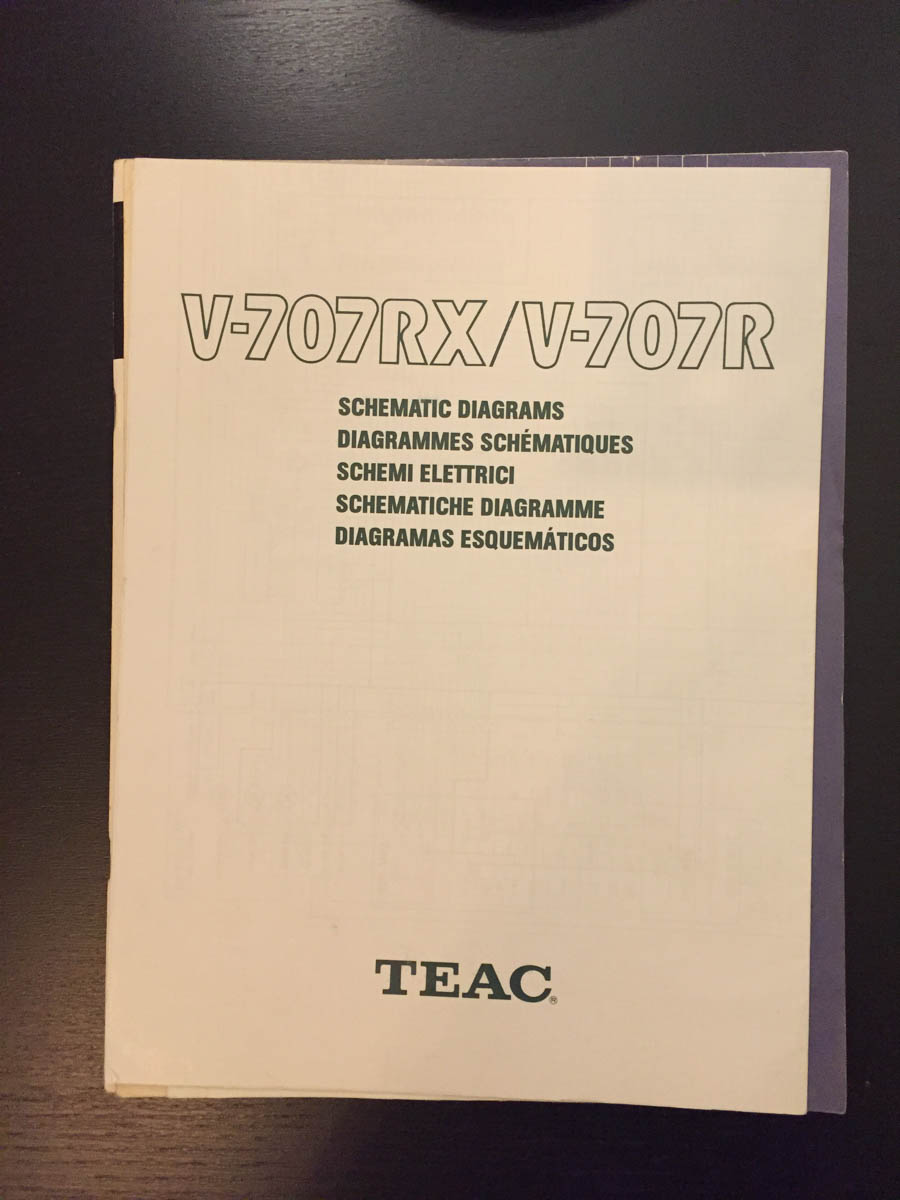 V-707RX/V-707R
SCHEMATIC DIAGRAMS
DIAGRAMMES SCHÉMATIQUES
SCHEMI ELETTRICI
SCHEMATICHE DIAGRAMME
DIAGRAMAS ESQUEMÁTICOS
TEAC®